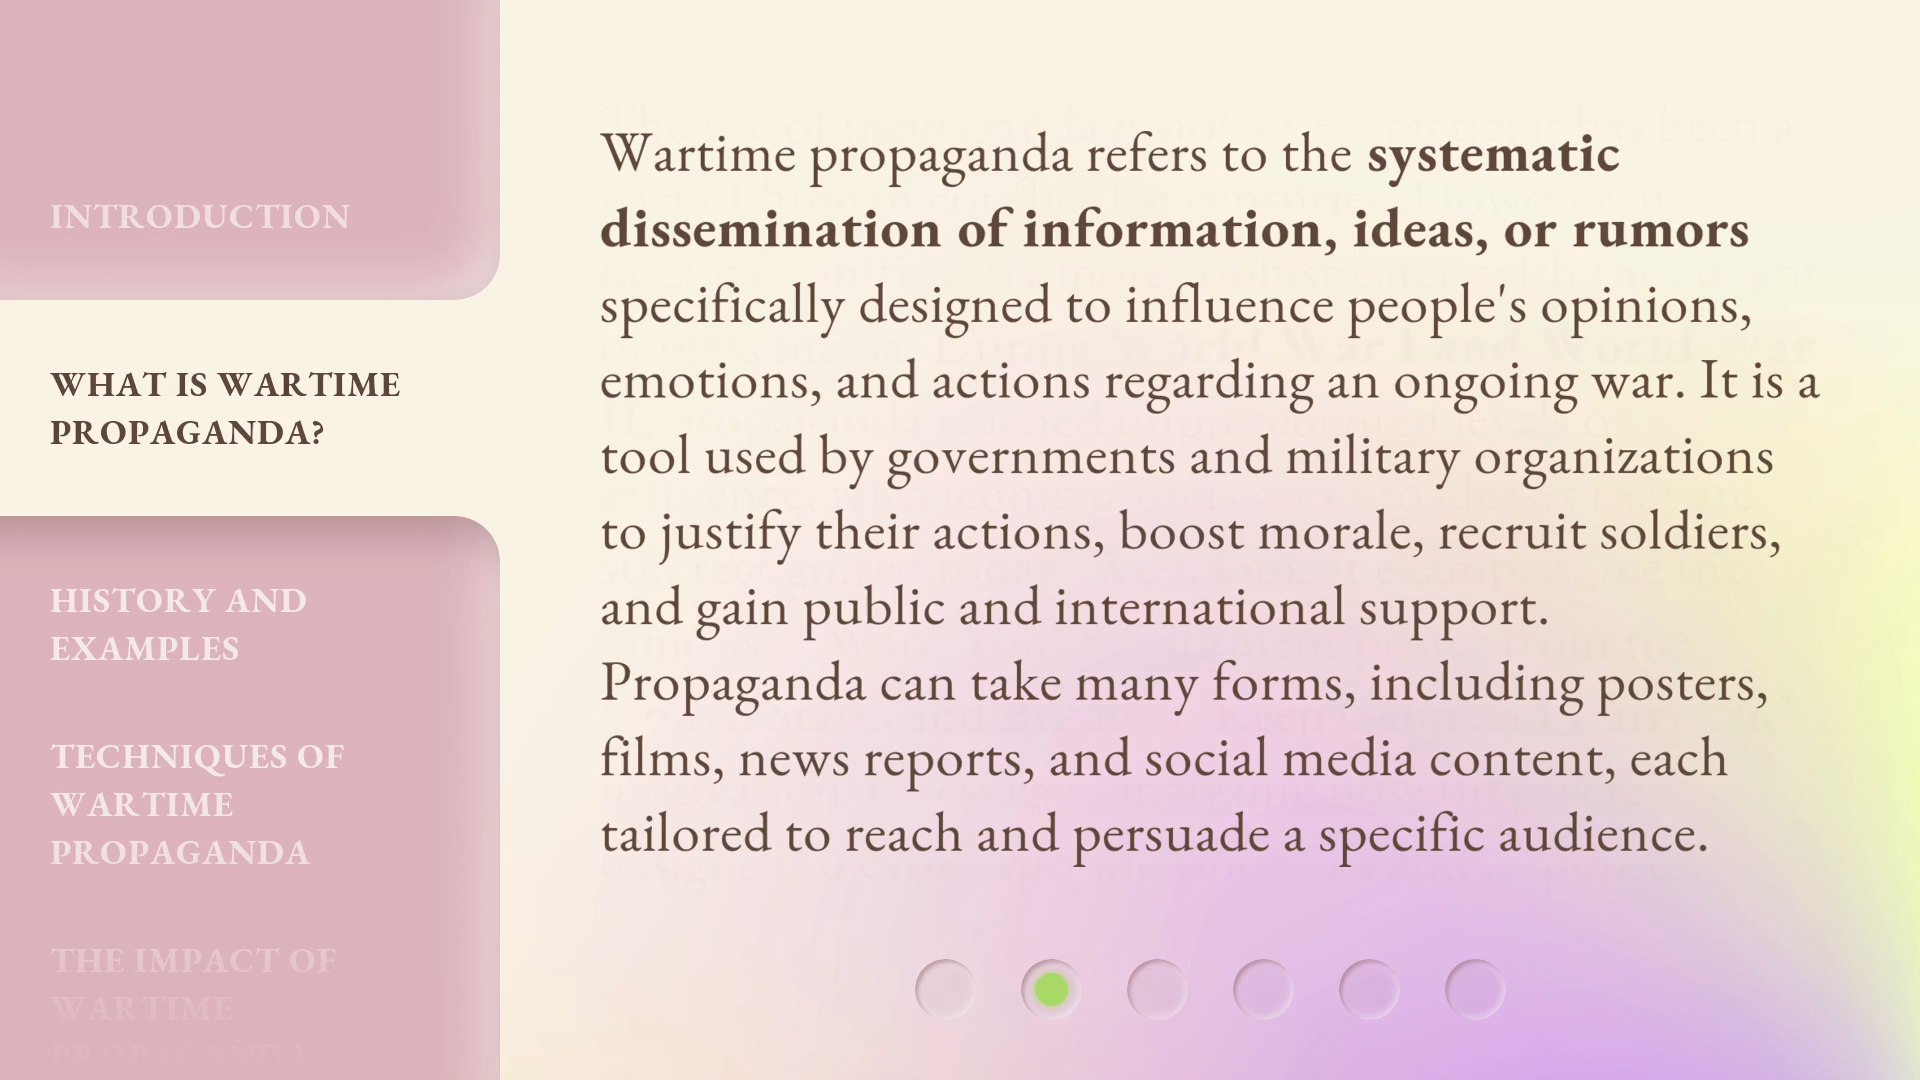 INTRODUCTION
WHAT IS WARTIME
PROPAGANDA?
HISTORY AND
EXAMPLES
TECHNIQUES OF
WARTIME
PROPAGANDA
THE IMPACT OF
WARTIME
PROPAGANDA
Wartime propaganda refers to the systematic
dissemination of information, ideas, or rumors
specifically designed to influence people's opinions,
emotions, and actions regarding an ongoing war. It is a
tool used by governments and military organizations
to justify their actions, boost morale, recruit soldiers,
and gain public and international support.
Propaganda can take many forms, including posters,
films, news reports, and social media content, each
tailored to reach and persuade a specific audience.